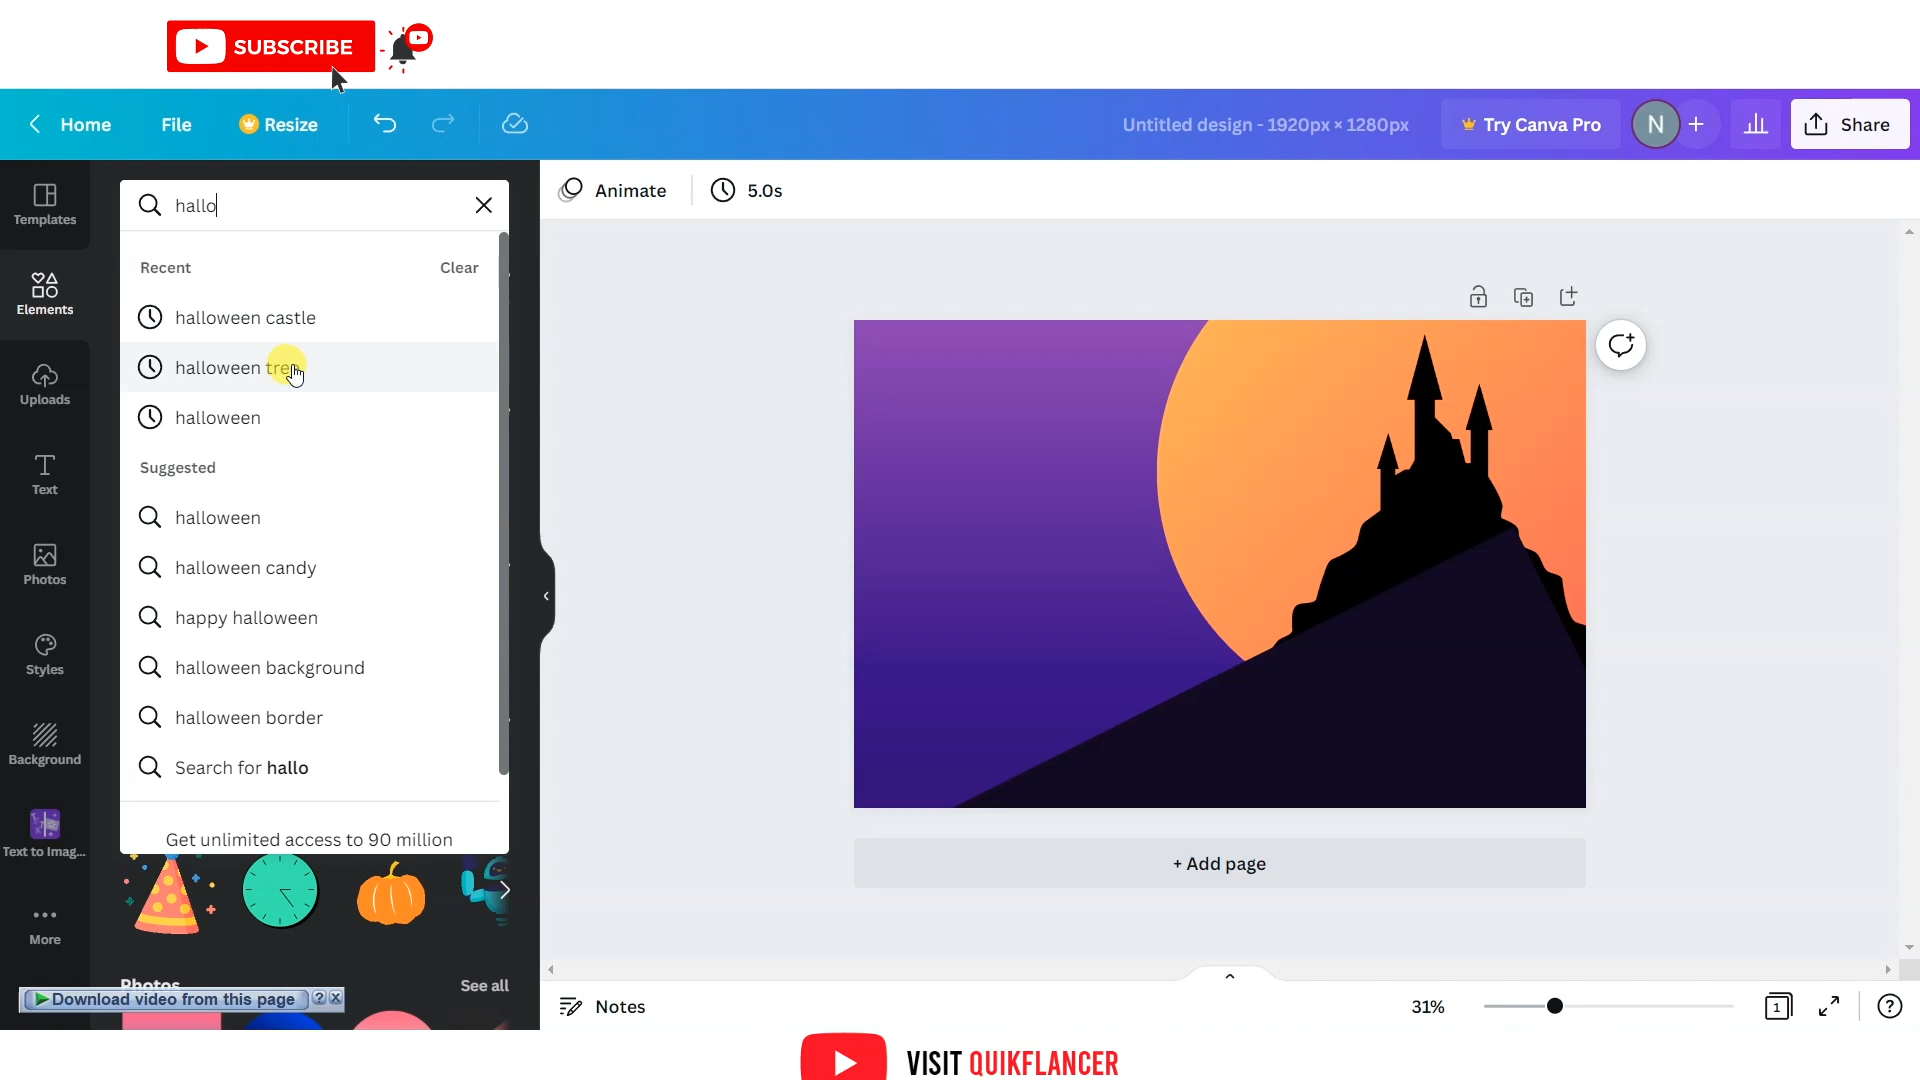 SUBSCRIBE
Home
File
Resize
Untitled design - 1920px × 1280px
Try Canva Pro
N
Share
Templates
Elements
Uploads
Text
Photos
Styles
Background
Text to Imag...
More
hallo
Recent
Clear
halloween castle
halloween tree
halloween
Suggested
halloween
halloween candy
happy halloween
halloween background
halloween border
Search for hallo
Get unlimited access to 90 million
Photos
See all
Download video from this page
?
X
Animate
5.0s
+ Add page
Notes
31%
1
?
VISIT QUIKFLANCER